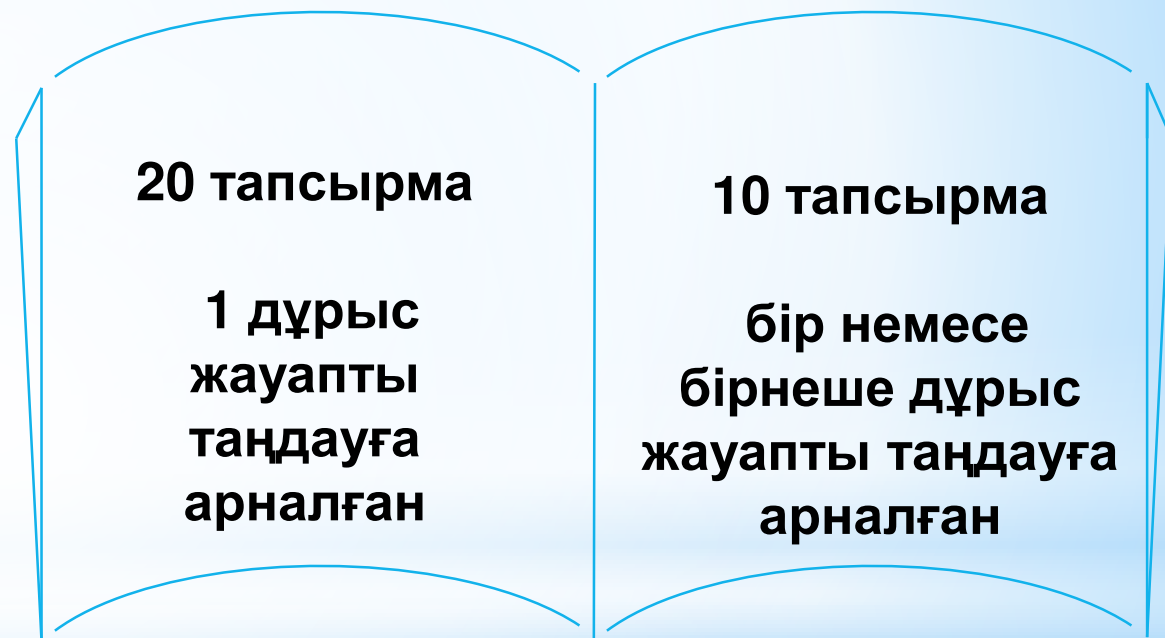 20 тапсырма
1 дұрыс
жауапты
таңдауға
арналған
10 тапсырма
бір немесе
бірнеше дұрыс
жауапты таңдауға
арналған